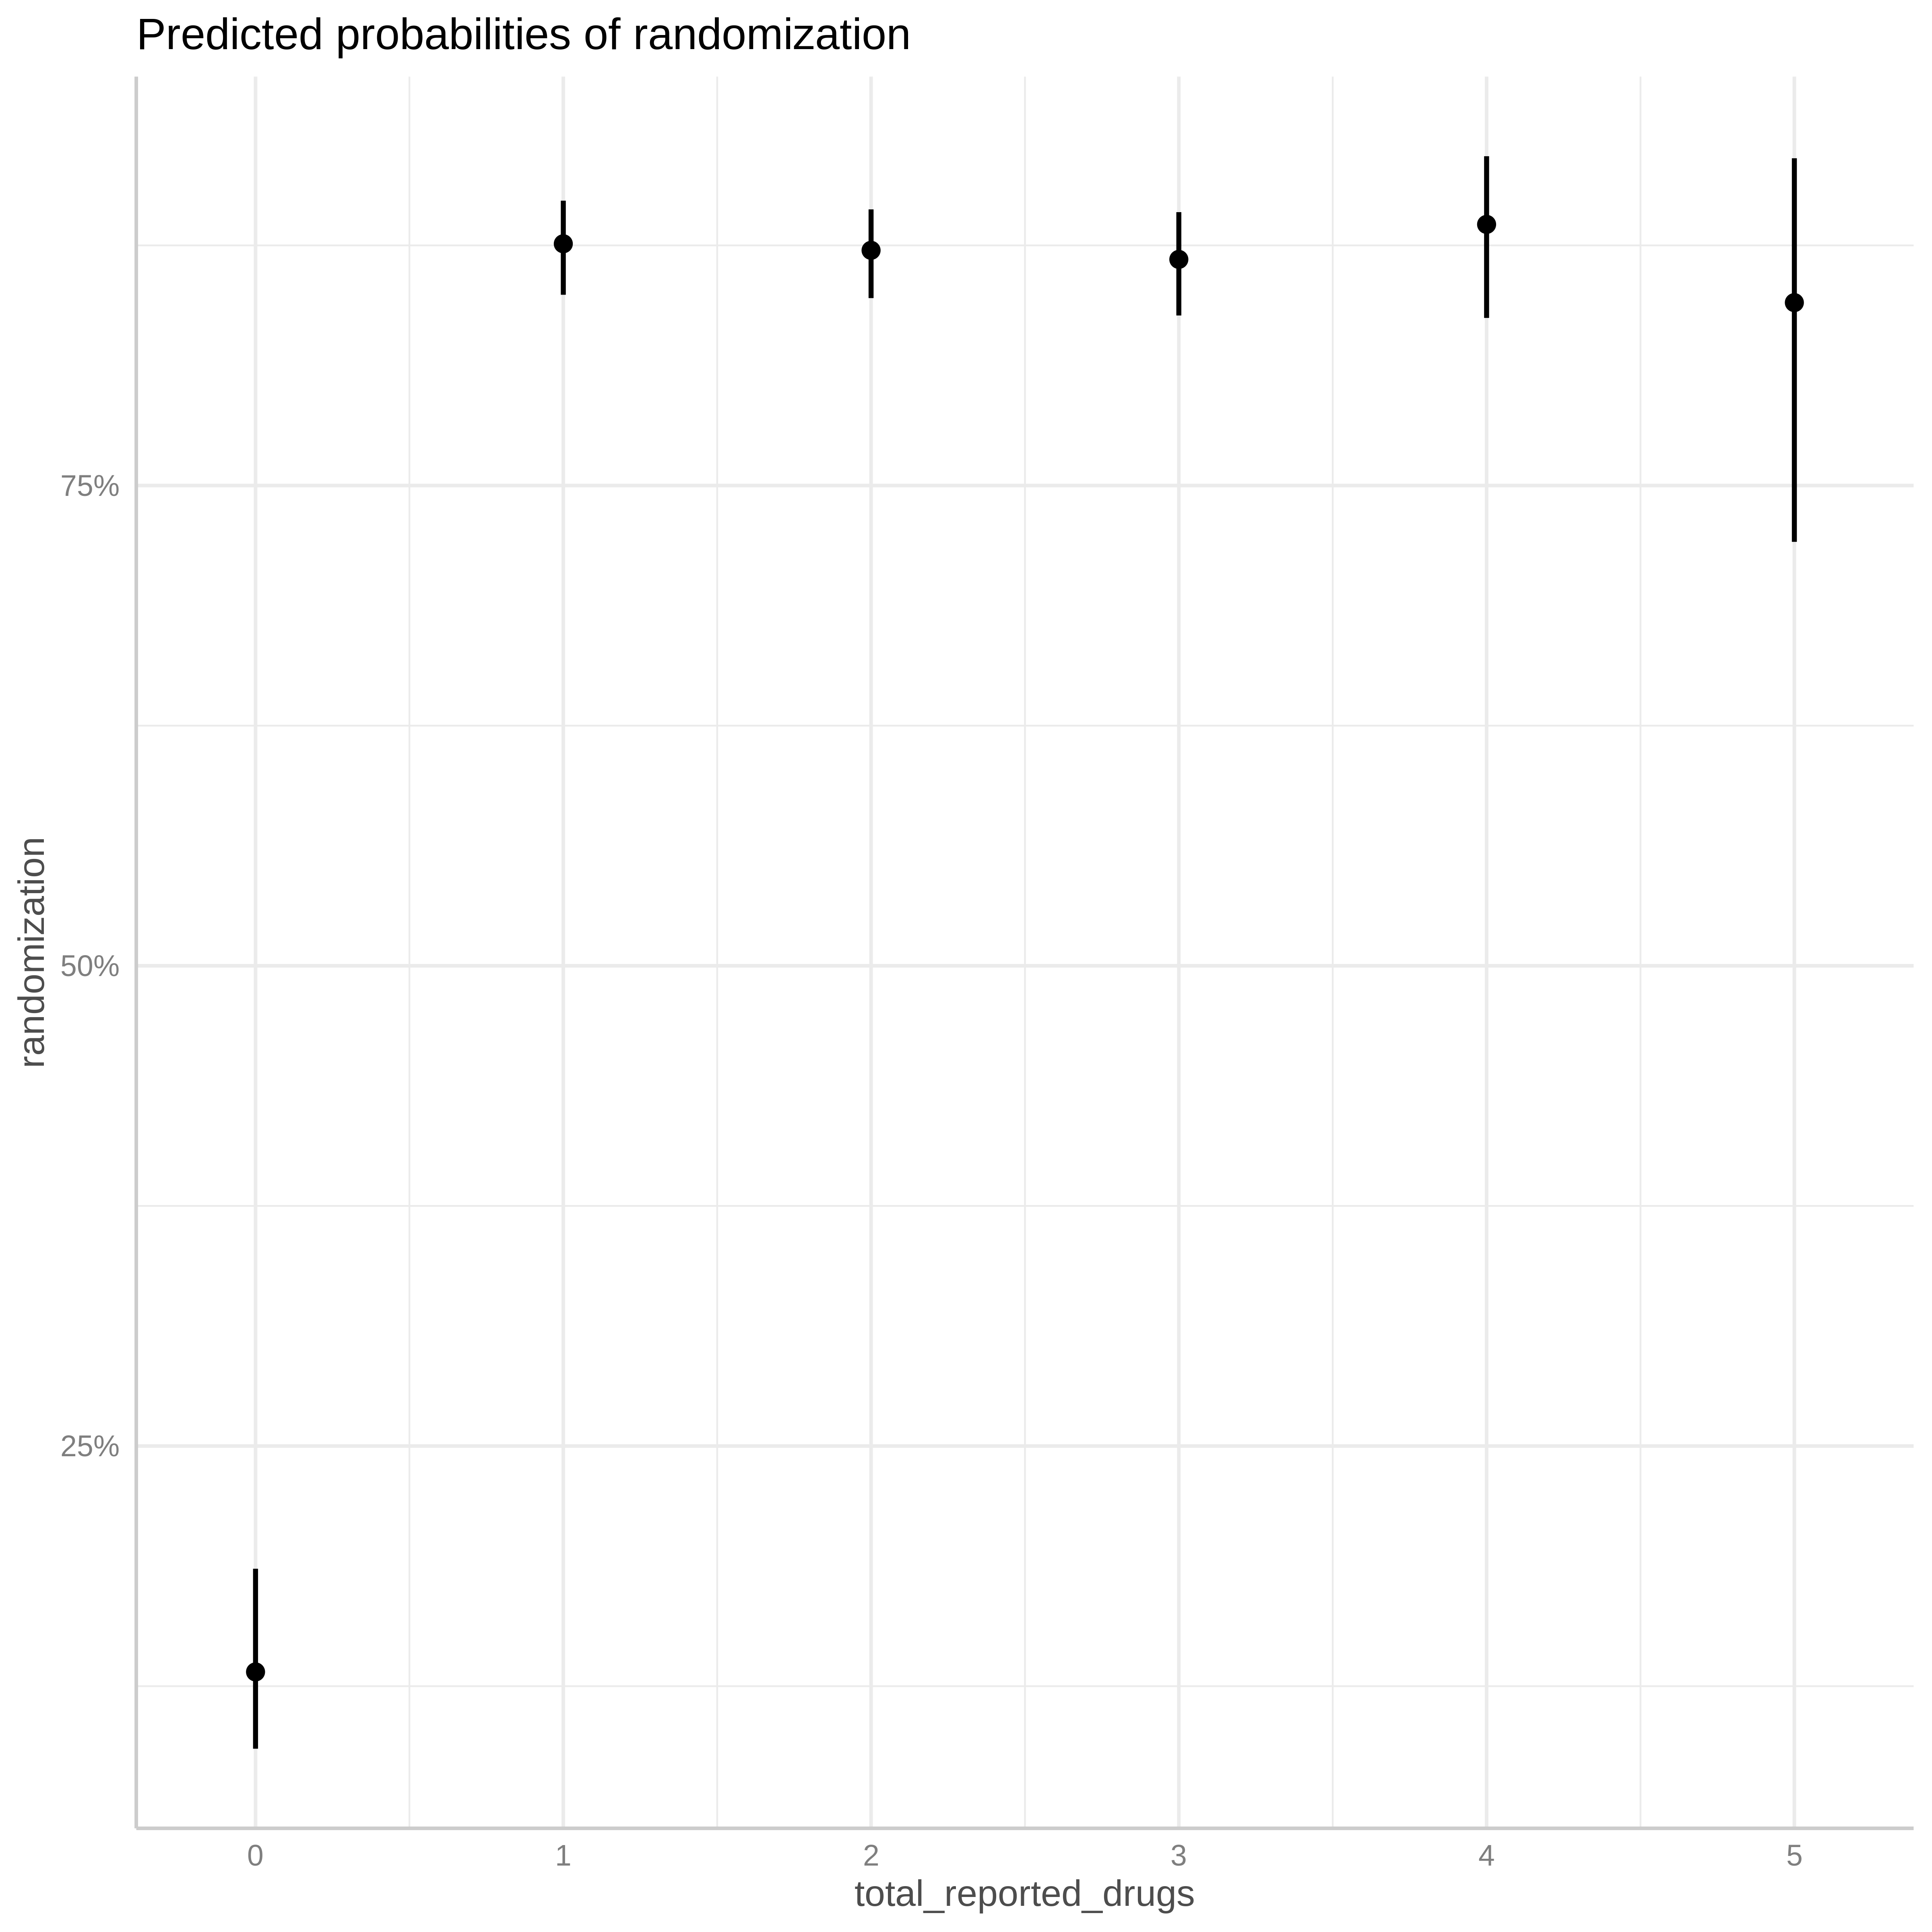 Predicted probabilities of randomization
randomization
75%
50%
25%
0 1 2 3 4 5
total_reported_drugs